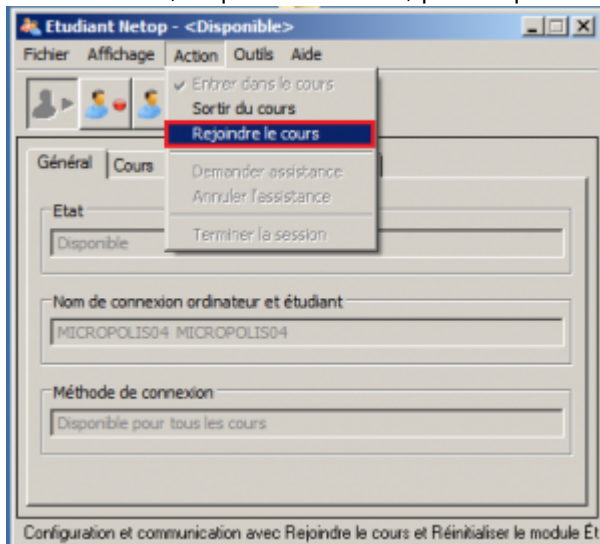 Etudiant Netop - <Disponible>
Fichier Affichage Action Outils Aide
Entrer dans le cours
Sortir du cours
Rejoindre le cours
Demander assistance
Annuler l'assistance
Terminer la session
Général Cours
Etat
Disponible
Nom de connexion ordinateur et étudiant
MICROPOLIS04 MICROPOLIS04
Méthode de connexion
Disponible pour tous les cours
Configuration et communication avec Rejoindre le cours et Réinitialiser le module Ét